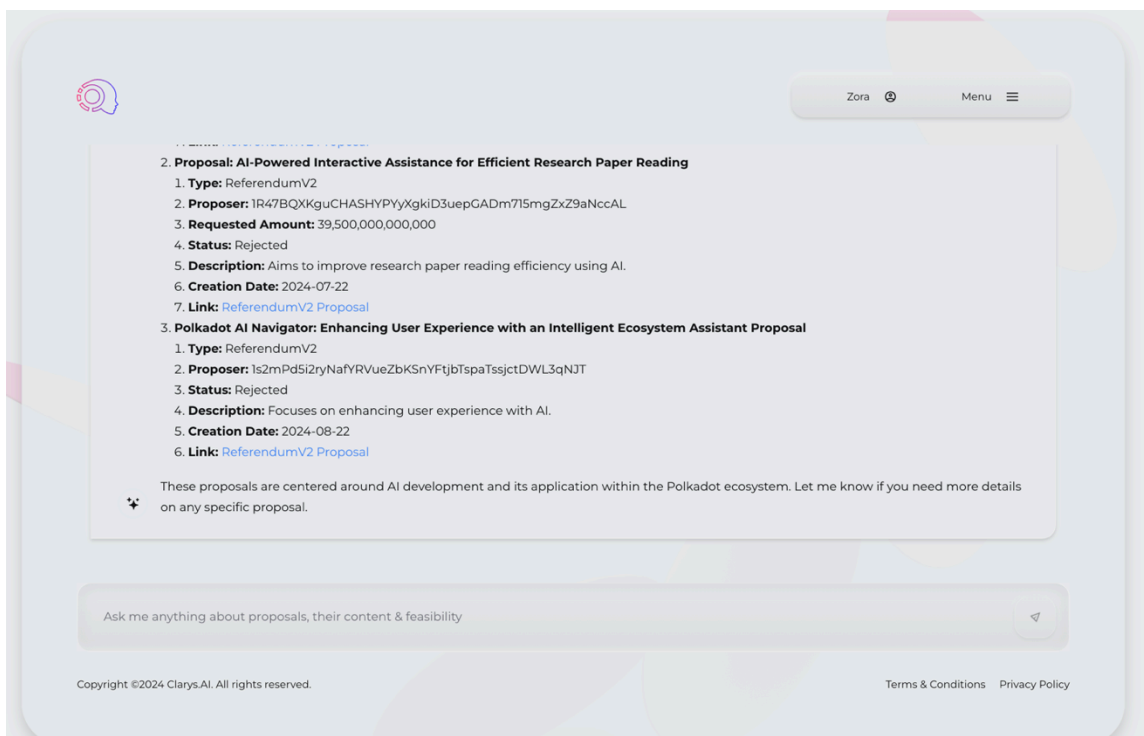 Zora
Menu
2. Proposal: AI-Powered Interactive Assistance for Efficient Research Paper Reading
1. Type: ReferendumV2
2. Proposer: 1R47BQXKguCHASHYPYyXgkiD3uepGADm715mgZxZ9aNccAL
3. Requested Amount: 39,500,000,000,000
4. Status: Rejected
5. Description: Aims to improve research paper reading efficiency using AI.
6. Creation Date: 2024-07-22
7. Link: ReferendumV2 Proposal
3. Polkadot AI Navigator: Enhancing User Experience with an Intelligent Ecosystem Assistant Proposal
1. Type: ReferendumV2
2. Proposer: 1s2mPd5i2ryNafYRVueZbKSnYFtjbTspaTssjctDWL3qNJT
3. Status: Rejected
4. Description: Focuses on enhancing user experience with AI.
5. Creation Date: 2024-08-22
6. Link: ReferendumV2 Proposal
These proposals are centered around AI development and its application within the Polkadot ecosystem. Let me know if you need more details
on any specific proposal.
Ask me anything about proposals, their content & feasibility
Copyright ©2024 Clarys.AI. All rights reserved.
Terms & Conditions Privacy Policy